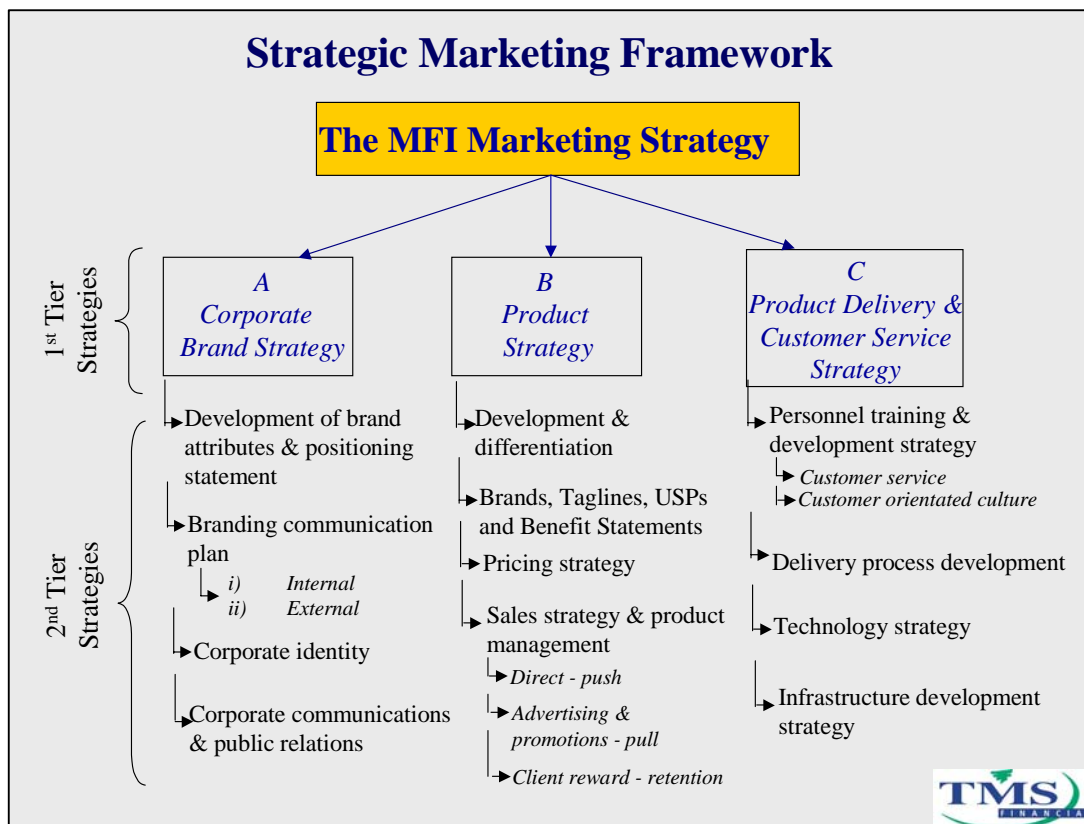 Strategic Marketing Framework
The MFI Marketing Strategy
1st Tier
Strategies
A
Corporate
Brand Strategy
B
Product
Strategy
C
Product Delivery &
Customer Service
Strategy
2nd Tier
Strategies
Development of brand
attributes & positioning
statement
Branding communication
plan
i) Internal
ii) External
Corporate identity
Corporate communications
& public relations
Development &
differentiation
Brands, Taglines, USPs
and Benefit Statements
Pricing strategy
Sales strategy & product
management
Direct - push
Advertising &
promotions - pull
Client reward - retention
Personnel training &
development strategy
Customer service
Customer orientated culture
Delivery process development
Technology strategy
Infrastructure development
strategy
TMS
FINANCIA